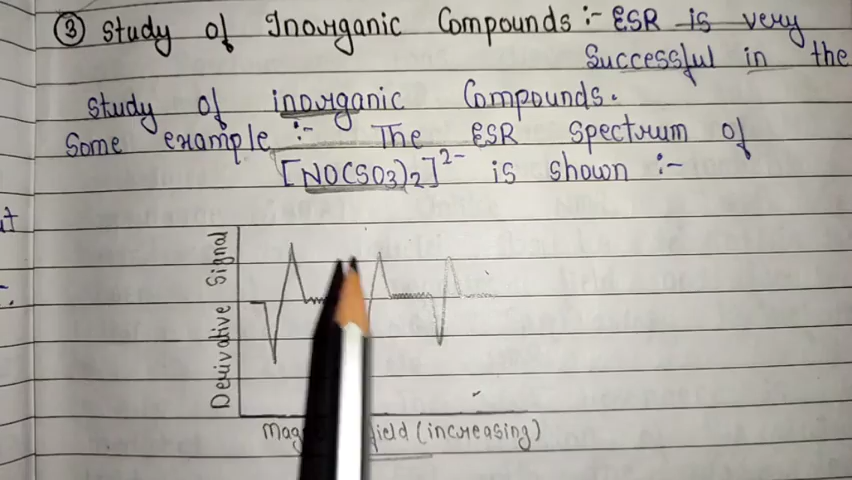 ③ Study of Inorganic Compounds :- ESR is very
Successful in the
Study of inorganic Compounds.
Some example :- The ESR Spectrum of
[NO(SO3)2]²⁻ is shown :-
Derivative Signal
field (increasing)